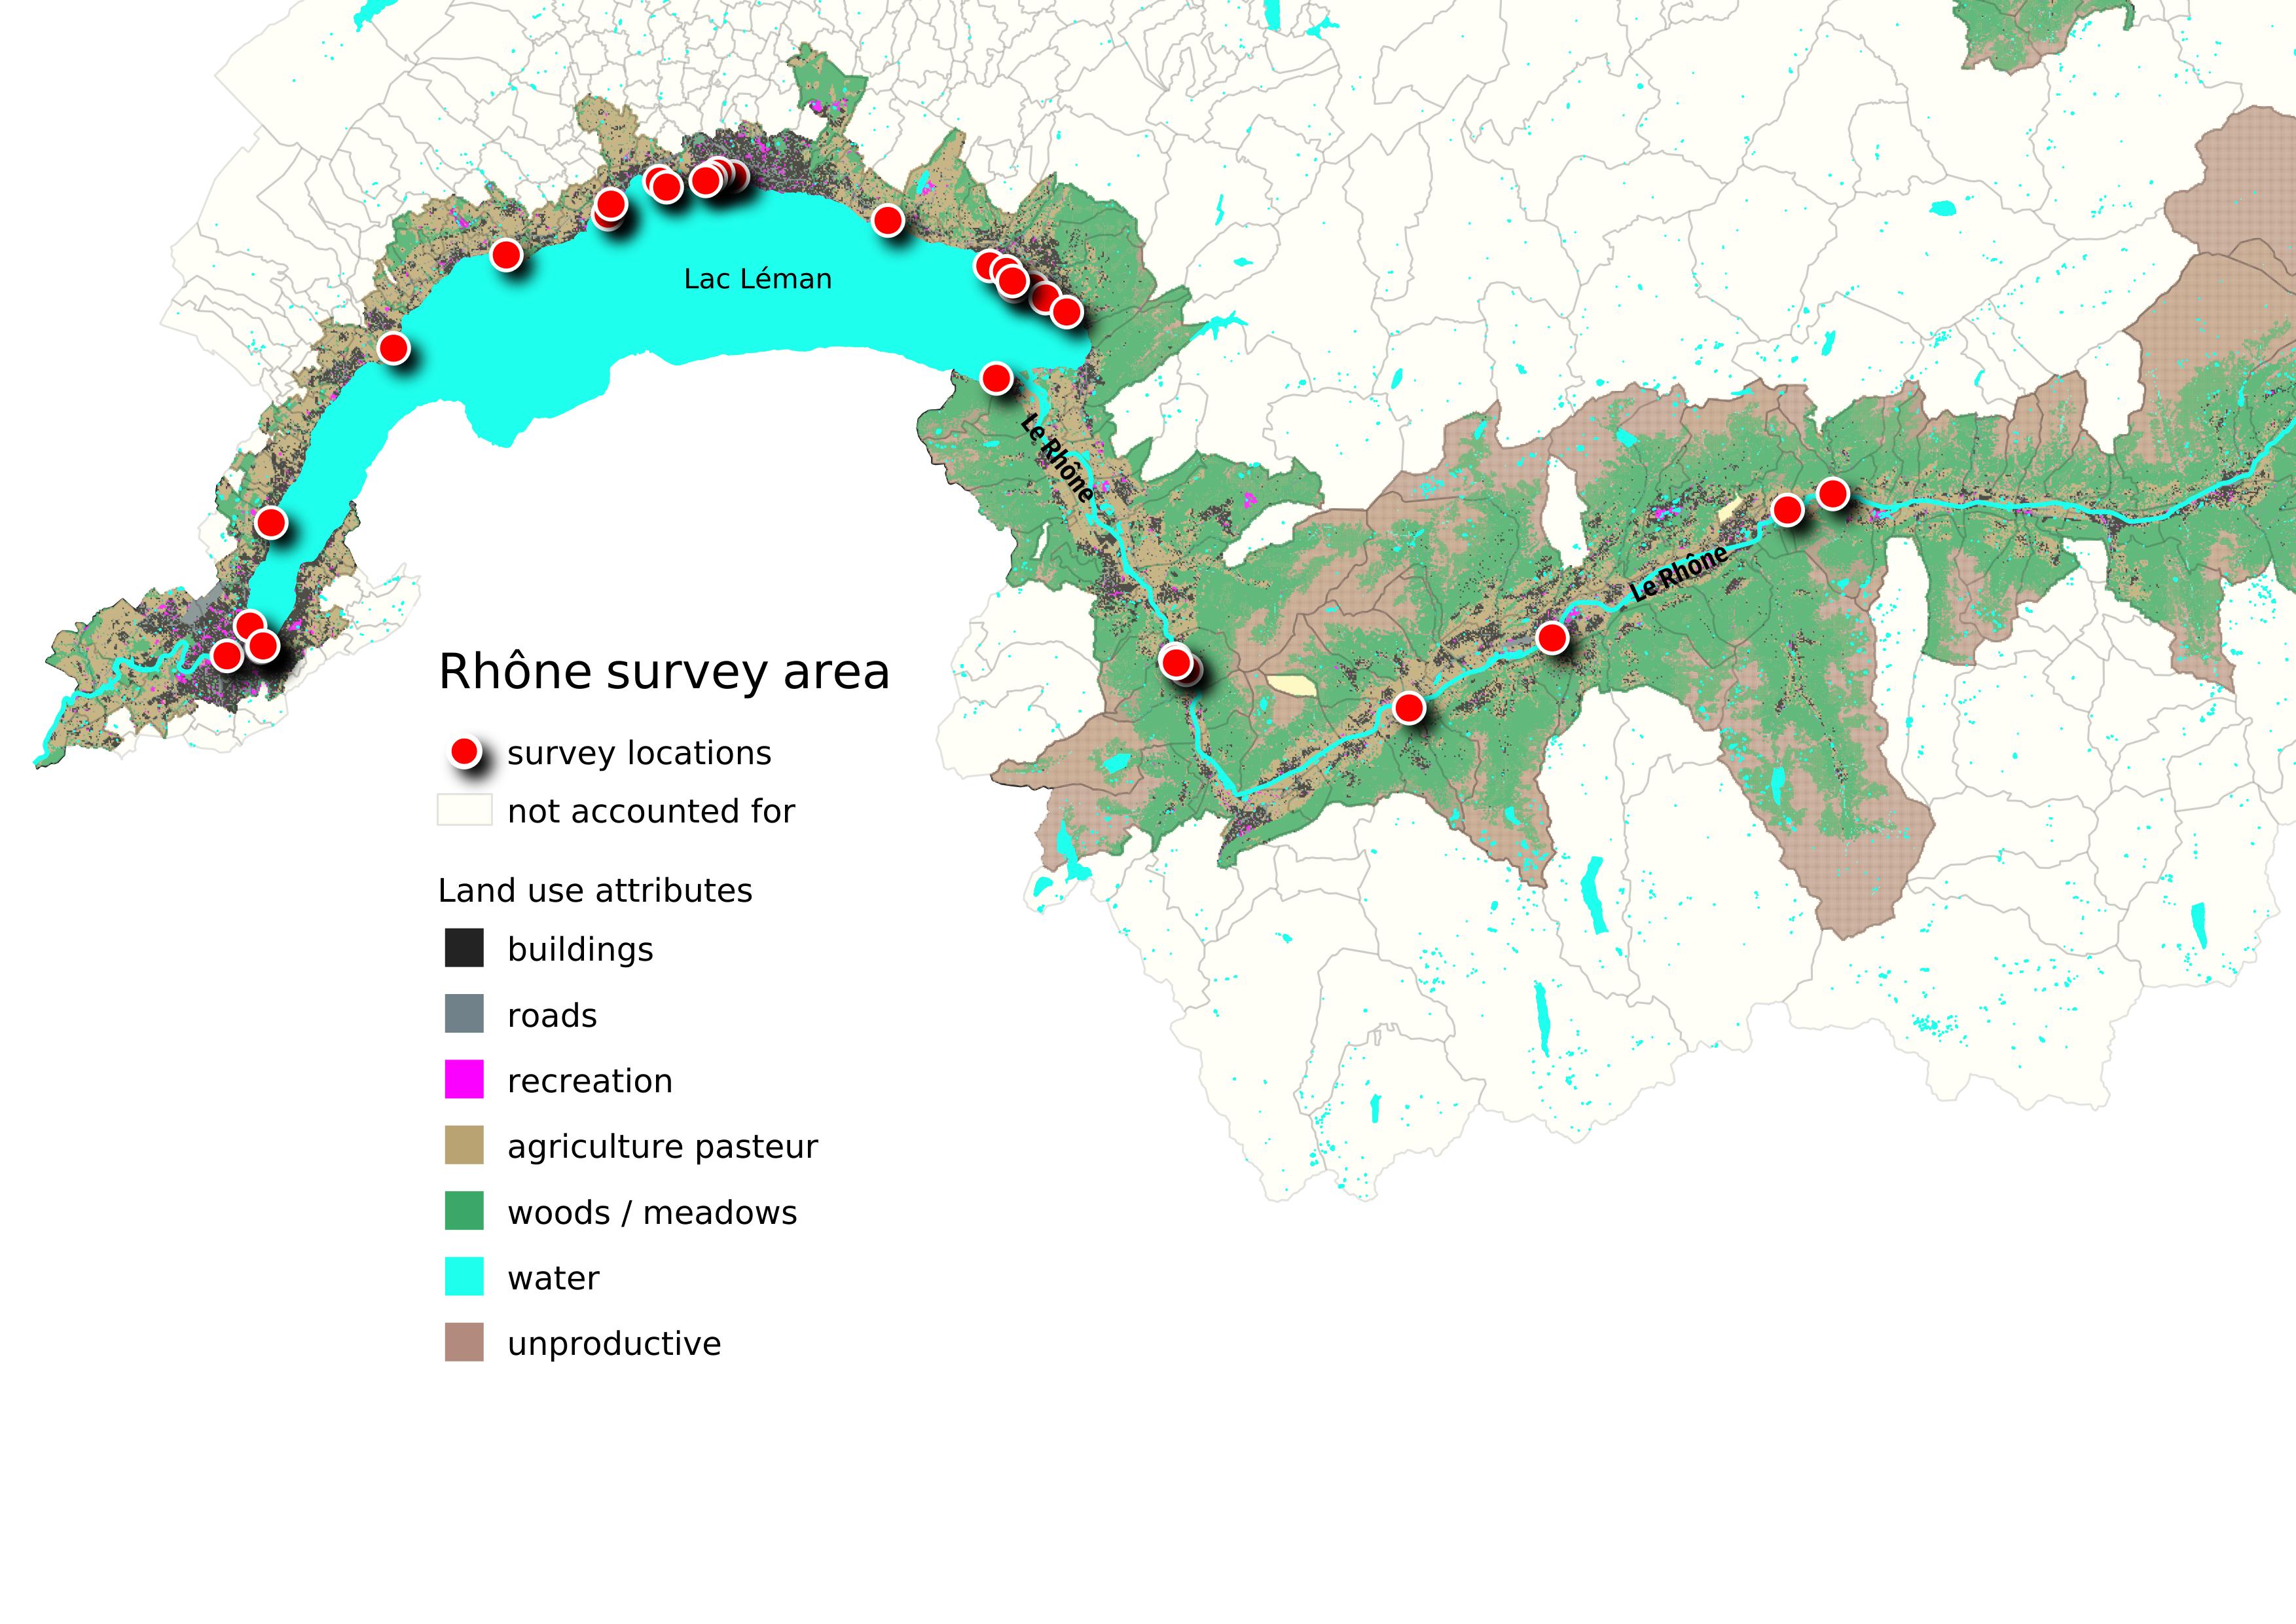 Lac Léman
Le Rhône
Le Rhône
Rhône survey area
survey locations
not accounted for
Land use attributes
buildings
roads
recreation
agriculture pasteur
woods / meadows
water
unproductive